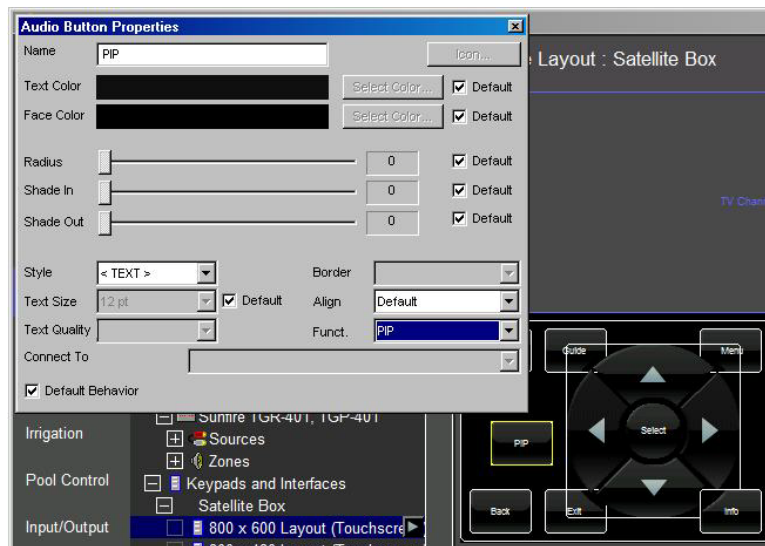 Audio Button Properties
Name PIP Icon...
Layout : Satellite Box
Text Color Select Color... Default
Face Color Select Color... Default
Radius 0 Default
Shade In 0 Default
TV Chan
Shade Out 0 Default
Style < TEXT > Border
Text Size 12 pt Default Align Default
Text Quality Funct. PIP
Guide Menu
Connect To
Default Behavior
Sunfire TGR-401, TGP-401
Irrigation Sources
PIP Select
Zones
Pool Control Keypads and Interfaces
Satellite Box
Back Exit Info
Input/Output 800 x 600 Layout (Touchscre